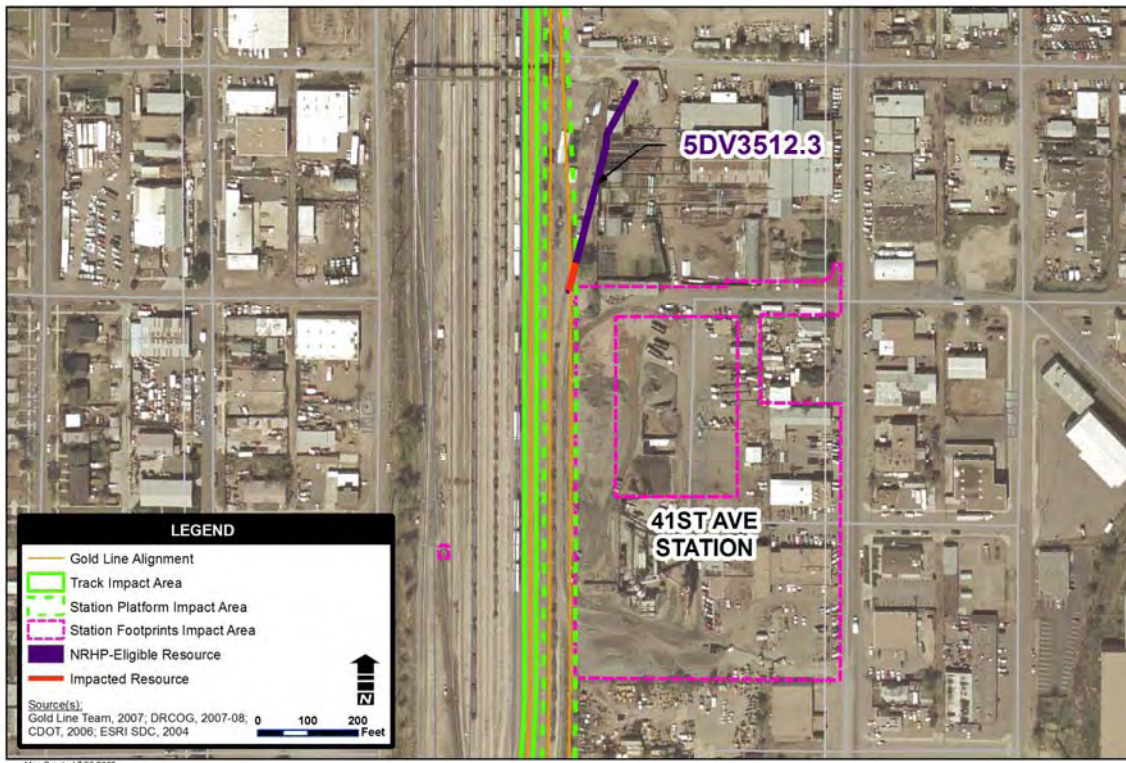 5DV3512.3
41ST AVE
STATION
LEGEND
Gold Line Alignment
Track Impact Area
Station Platform Impact Area
Station Footprints Impact Area
NRHP-Eligible Resource
Impacted Resource
N
Source(s):
Gold Line Team, 2007; DRCOG, 2007-08;
CDOT, 2006; ESRI SDC, 2004
0 100 200
Feet